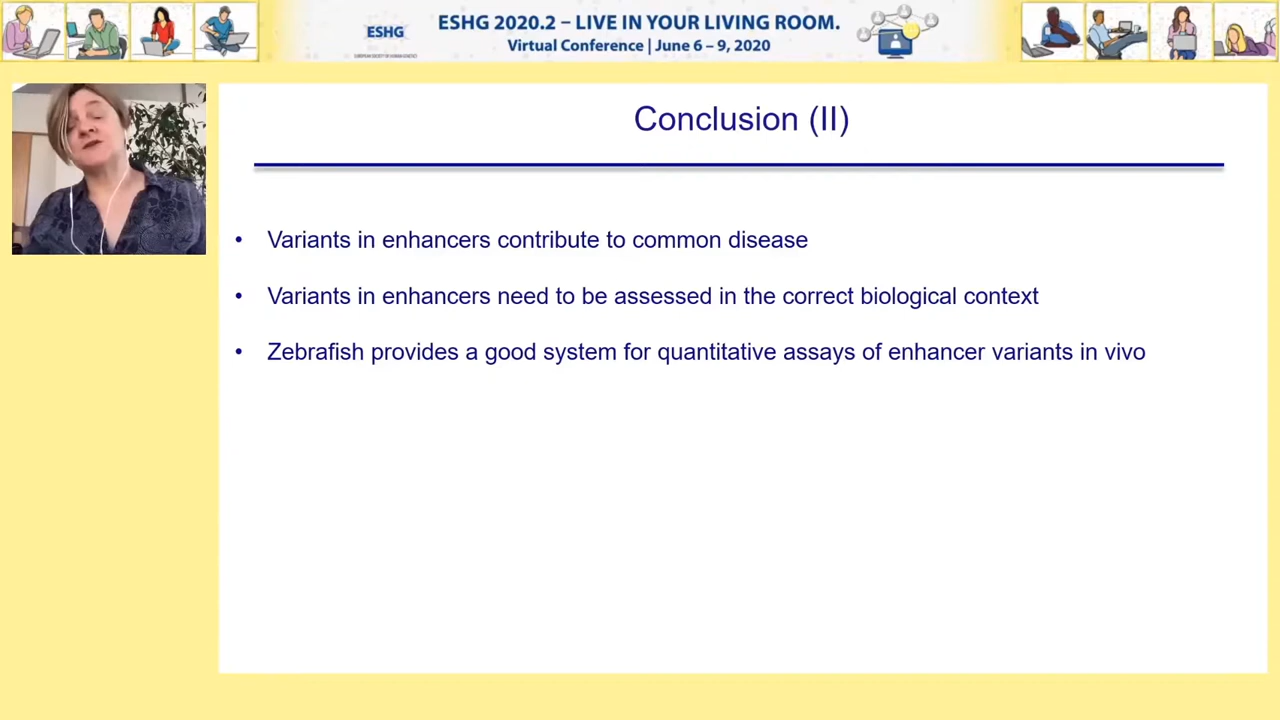 ESHG
ESHG 2020.2 – LIVE IN YOUR LIVING ROOM.
Virtual Conference | June 6 – 9, 2020
Conclusion (II)
• Variants in enhancers contribute to common disease
• Variants in enhancers need to be assessed in the correct biological context
• Zebrafish provides a good system for quantitative assays of enhancer variants in vivo